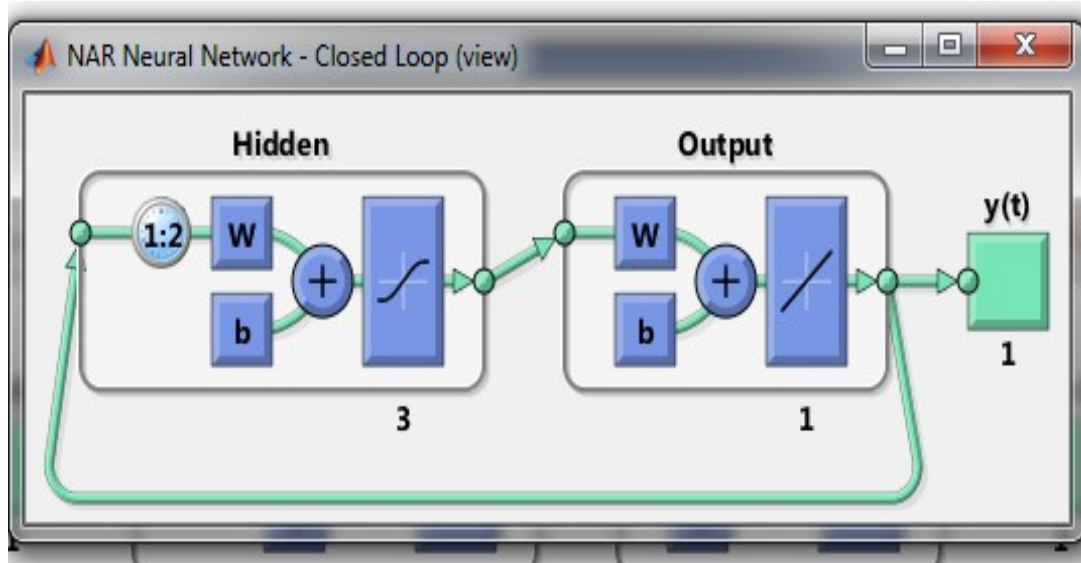 NAR Neural Network - Closed Loop (view)
Hidden
Output
y(t)
1:2
W
b
+
3
W
b
+
1
1